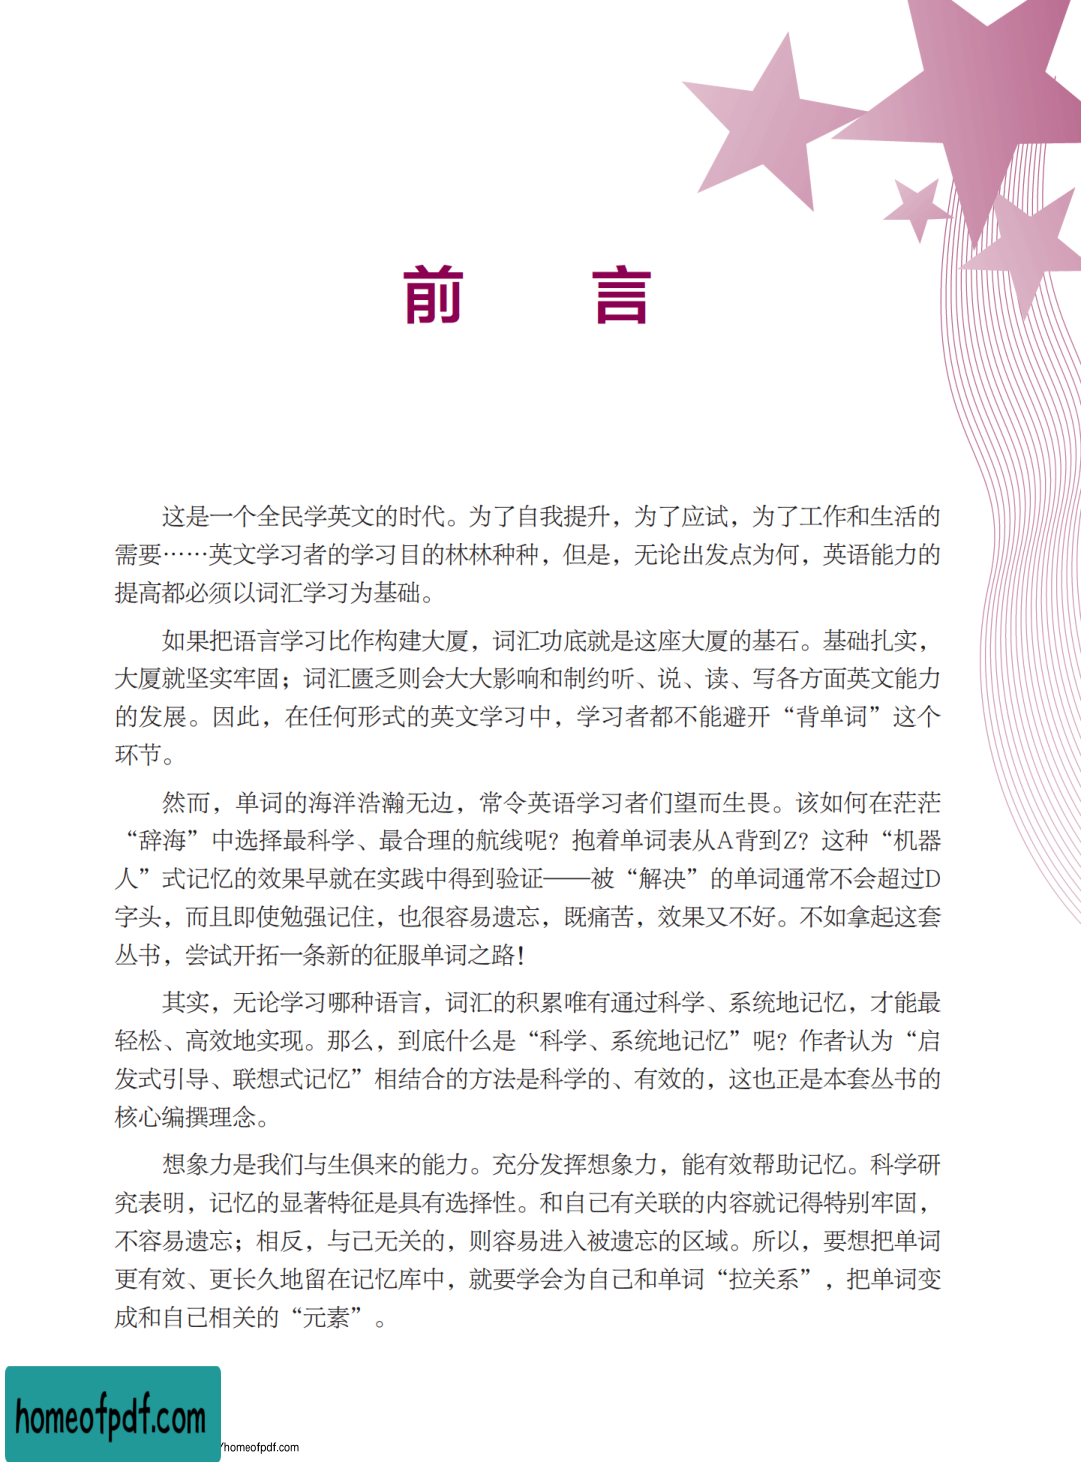 前 言
这是一个全民学英文的时代。为了自我提升，为了应试，为了工作和生活的
需要……英文学习者的学习目的林林种种，但是，无论出发点为何，英语能力的
提高都必须以词汇学习为基础。
如果把语言学习比作构建大厦，词汇功底就是这座大厦的基石。基础扎实，
大厦就坚实牢固；词汇匮乏则会大大影响和制约听、说、读、写各方面英文能力
的发展。因此，在任何形式的英文学习中，学习者都不能避开“背单词”这个
环节。
然而，单词的海洋浩瀚无边，常令英语学习者们望而生畏。该如何在茫茫
“辞海”中选择最科学、最合理的航线呢？抱着单词表从A背到Z？这种“机器
人”式记忆的效果早就在实践中得到验证——被“解决”的单词通常不会超过D
字头，而且即使勉强记住，也很容易遗忘，既痛苦，效果又不好。不如拿起这套
丛书，尝试开拓一条新的征服单词之路！
其实，无论学习哪种语言，词汇的积累唯有通过科学、系统地记忆，才能最
轻松、高效地实现。那么，到底什么是“科学、系统地记忆”呢？作者认为“启
发式引导、联想式记忆”相结合的方法是科学的、有效的，这也正是本套丛书的
核心编撰理念。
想象力是我们与生俱来的能力。充分发挥想象力，能有效帮助记忆。科学研
究表明，记忆的显著特征是具有选择性。和自己有关联的内容就记得特别牢固，
不容易遗忘；相反，与己无关的，则容易进入被遗忘的区域。所以，要想把单词
更有效、更长久地留在记忆库中，就要学会为自己和单词“拉关系”，把单词变
成和自己相关的“元素”。
homeofpdf.com
/homeofpdf.com